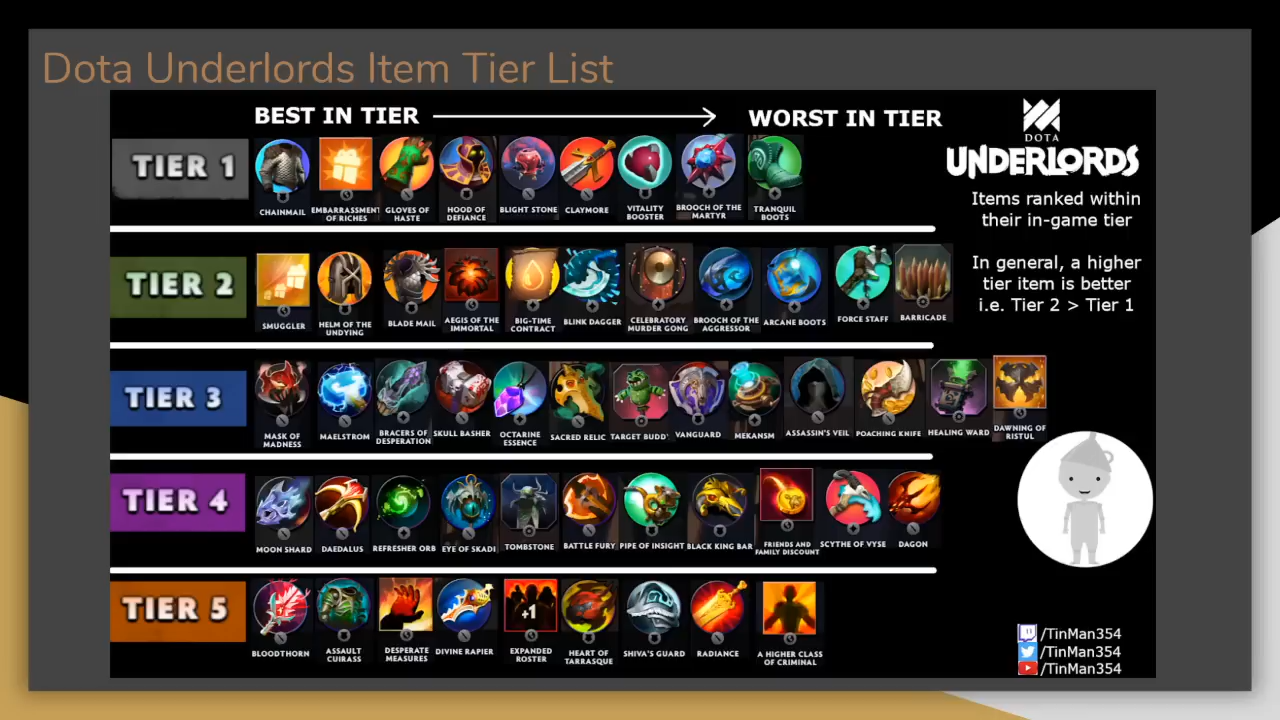 Dota Underlords Item Tier List
BEST IN TIER
WORST IN TIER
DOTA
UNDERLORDS
Items ranked within
their in-game tier
In general, a higher
tier item is better
i.e. Tier 2 > Tier 1
TIER 1
CHAINMAIL
EMBARRASSMENT
OF RICHES
GLOVES OF
HASTE
HOOD OF
DEFIANCE
BLIGHT STONE
CLAYMORE
VITALITY
BOOSTER
BROOCH OF THE
MARTYR
TRANQUIL
BOOTS
TIER 2
SMUGGLER
HELM OF THE
UNDYING
BLADE MAIL
AEGIS OF THE
IMMORTAL
BIG-TIME
CONTRACT
BLINK DAGGER
CELEBRATORY
MURDER GONG
BROOCH OF THE
AGGRESSOR
ARCANE BOOTS
FORCE STAFF
BARRICADE
TIER 3
MASK OF
MADNESS
MAELSTROM
BRACERS OF
DESPERATION
SKULL BASHER
OCTARINE
ESSENCE
SACRED RELIC
TARGET BUDD
VANGUARD
MEKANSM
ASSASSIN'S VEIL
POACHING KNIFE
HEALING WARD
DAWNING OF
RISTUL
TIER 4
MOON SHARD
DAEDALUS
REFRESHER ORB
EYE OF SKADI
TOMBSTONE
BATTLE FURY
PIPE OF INSIGHT
BLACK KING BAR
FRIENDS AND
FAMILY DISCOUNT
SCYTHE OF VYSE
DAGON
TIER 5
BLOODTHORN
ASSAULT
CUIRASS
DESPERATE
MEASURES
DIVINE RAPIER
+1
EXPANDED
ROSTER
HEART OF
TARRASQUE
SHIVA'S GUARD
RADIANCE
A HIGHER CLASS
OF CRIMINAL
/TinMan354
/TinMan354
/TinMan354